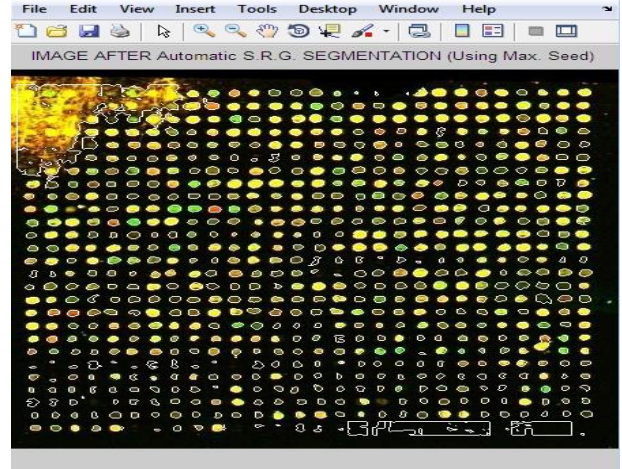 File Edit View Insert Tools Desktop Window Help
IMAGE AFTER Automatic S.R.G. SEGMENTATION (Using Max. Seed)